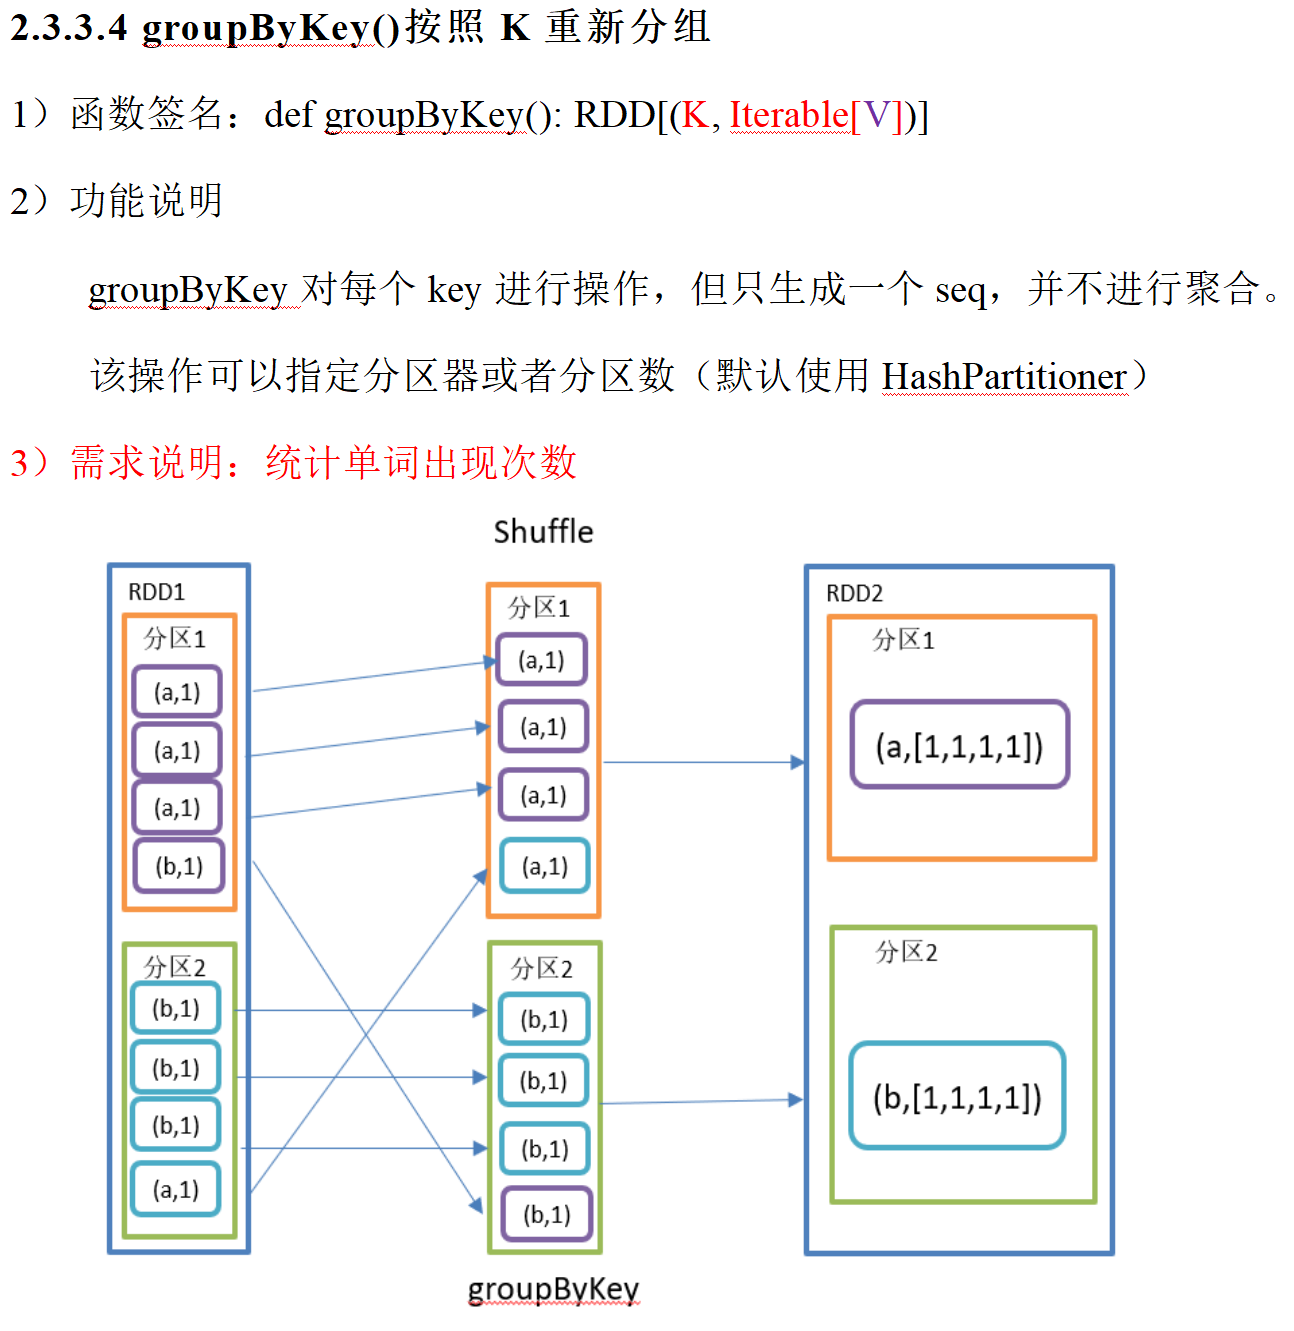 2.3.3.4 groupByKey()按照 K 重新分组
1）函数签名：def groupByKey(): RDD[(K, Iterable[V])]
2）功能说明
groupByKey 对每个 key 进行操作，但只生成一个 seq，并不进行聚合。
该操作可以指定分区器或者分区数（默认使用 HashPartitioner）
3）需求说明：统计单词出现次数
Shuffle
RDD1
分区1
(a,1)
(a,1)
(a,1)
(b,1)
分区2
(b,1)
(b,1)
(b,1)
(a,1)
分区1
(a,1)
(a,1)
(a,1)
(a,1)
分区2
(b,1)
(b,1)
(b,1)
(b,1)
groupByKey
RDD2
分区1
(a,[1,1,1,1])
分区2
(b,[1,1,1,1])